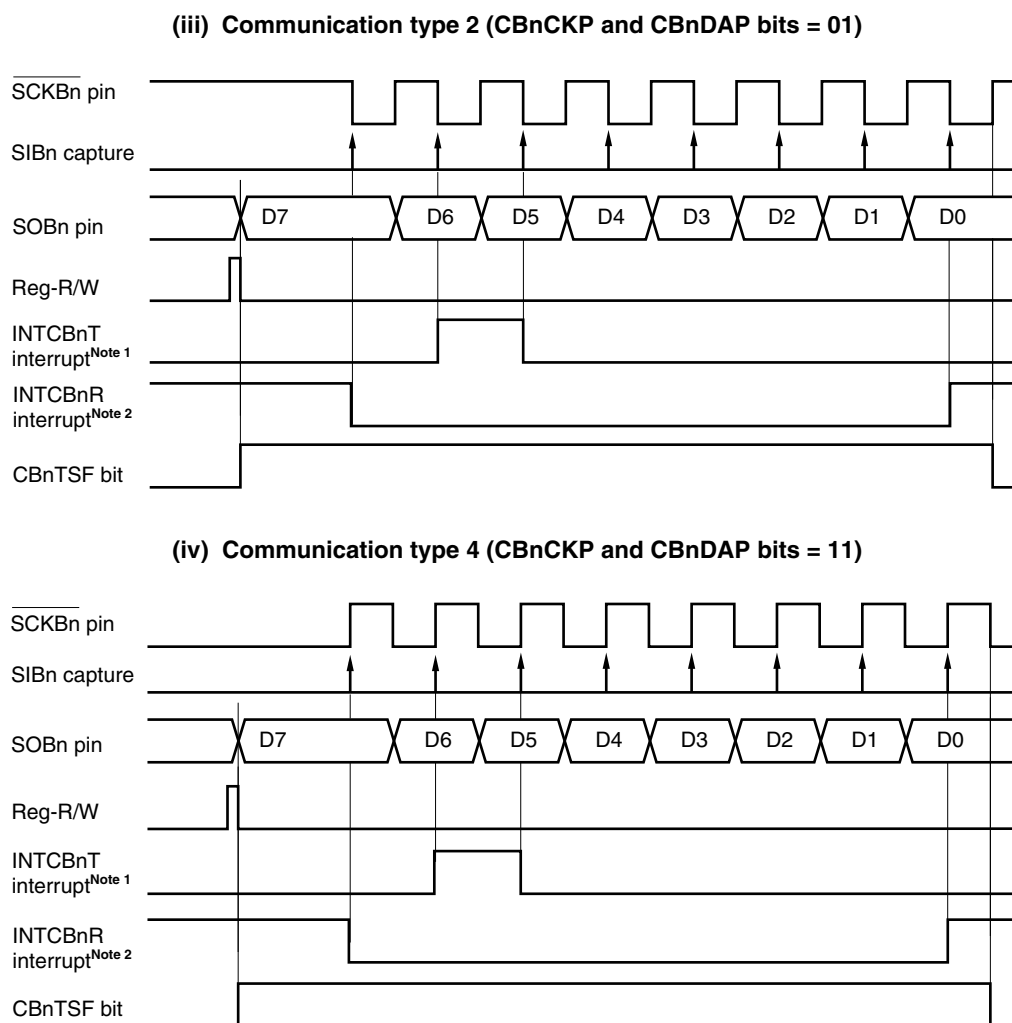 (iii) Communication type 2 (CBnCKP and CBnDAP bits = 01)
SCKBn pin
SIBn capture
SOBn pin
D7 D6 D5 D4 D3 D2 D1 D0
Reg-R/W
INTCBnT
interruptNote 1
INTCBnR
interruptNote 2
CBnTSF bit
(iv) Communication type 4 (CBnCKP and CBnDAP bits = 11)
SCKBn pin
SIBn capture
SOBn pin
D7 D6 D5 D4 D3 D2 D1 D0
Reg-R/W
INTCBnT
interruptNote 1
INTCBnR
interruptNote 2
CBnTSF bit